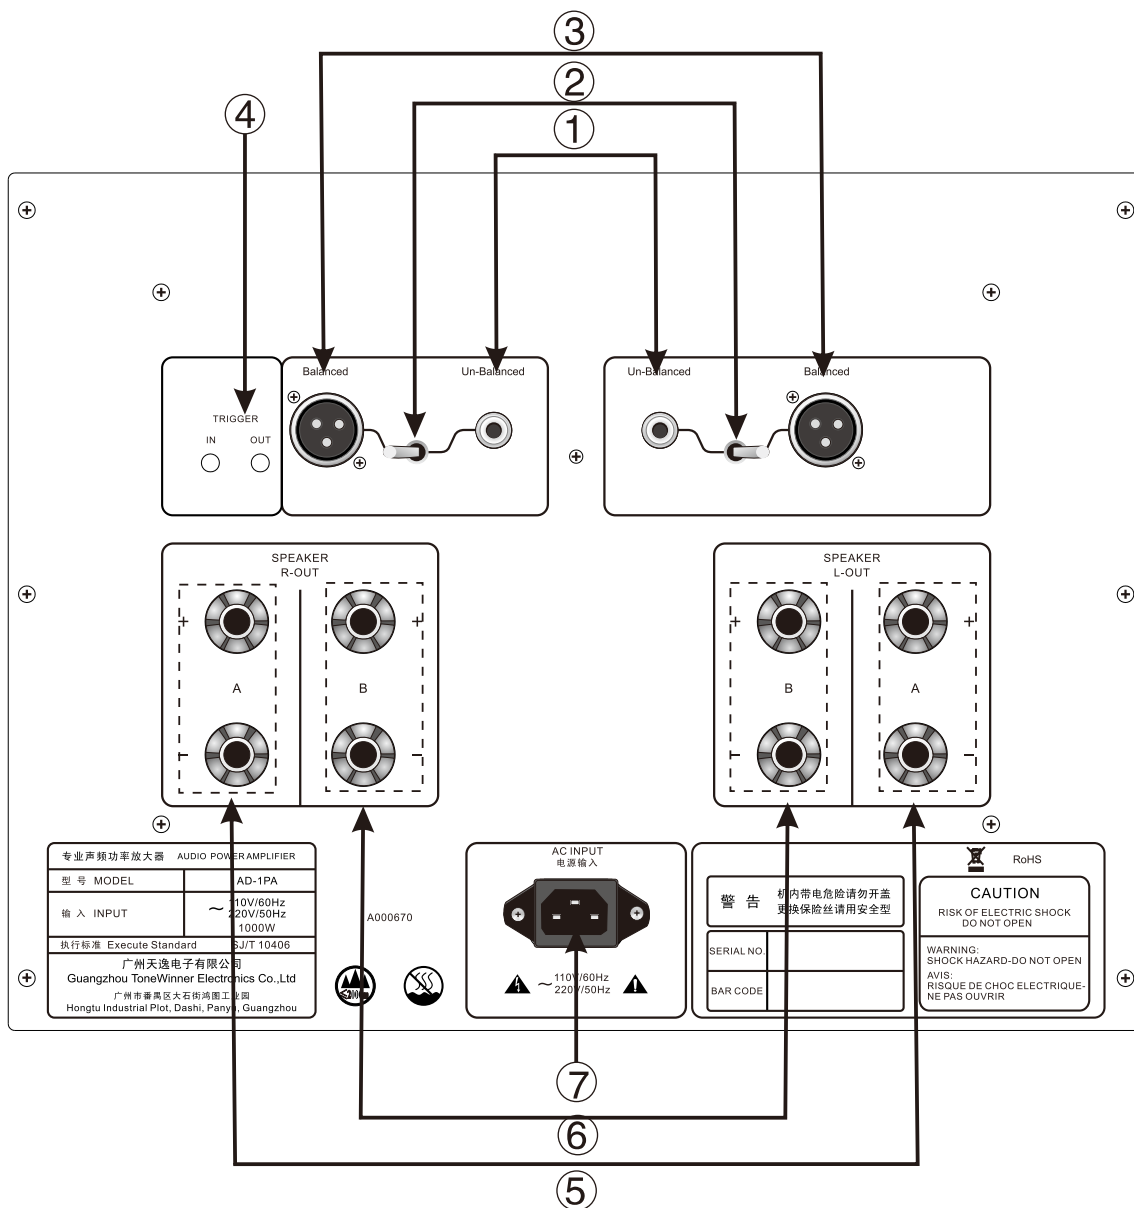 ③
②
①
④
Balanced
Un-Balanced
Un-Balanced
Balanced
TRIGGER
IN OUT
SPEAKER
R-OUT
+ +
A B
− −
SPEAKER
L-OUT
+ +
B A
− −
专业声频功率放大器 AUDIO POWER AMPLIFIER
型 号 MODEL AD-1PA
输 入 INPUT ～ 110V/60Hz
220V/50Hz
1000W
执行标准 Execute Standard SJ/T 10406
广州天逸电子有限公司
Guangzhou ToneWinner Electronics Co.,Ltd
广州市番禺区大石街鸿图工业园
Hongtu Industrial Plot, Dashi, Panyu, Guangzhou
A000670
≤2000m
AC INPUT
电源输入
～ 110V/60Hz
220V/50Hz
RoHS
警 告 机内带电危险请勿开盖
更换保险丝请用安全型
SERIAL NO.
BAR CODE
CAUTION
RISK OF ELECTRIC SHOCK
DO NOT OPEN
WARNING:
SHOCK HAZARD-DO NOT OPEN
AVIS:
RISQUE DE CHOC ELECTRIQUE-
NE PAS OUVRIR
⑦
⑥
⑤